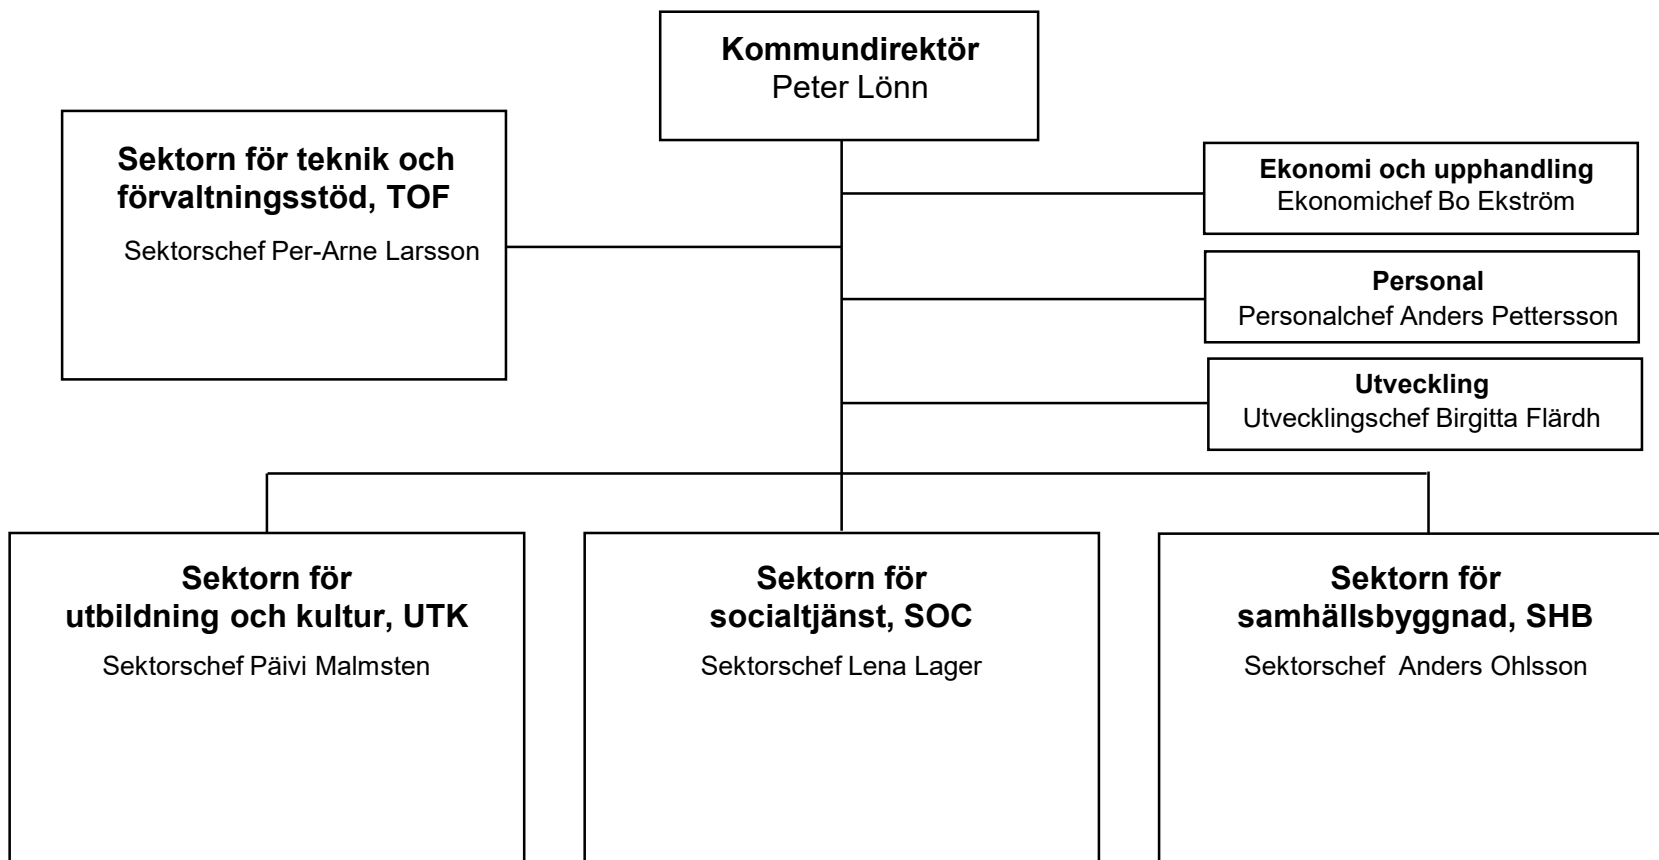 Kommundirektör
Peter Lönn
Sektorn för teknik och
förvaltningsstöd, TOF
Sektorschef Per-Arne Larsson
Ekonomi och upphandling
Ekonomichef Bo Ekström
Personal
Personalchef Anders Pettersson
Utveckling
Utvecklingschef Birgitta Flärdh
Sektorn för
utbildning och kultur, UTK
Sektorschef Päivi Malmsten
Sektorn för
socialtjänst, SOC
Sektorschef Lena Lager
Sektorn för
samhällsbyggnad, SHB
Sektorschef  Anders Ohlsson